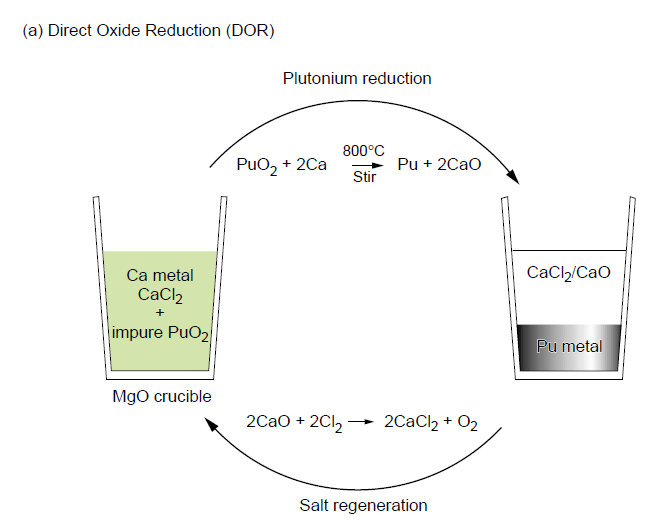 (a) Direct Oxide Reduction (DOR)
Plutonium reduction
PuO₂ + 2Ca 800°C Stir → Pu + 2CaO
Ca metal
CaCl₂
+
impure PuO₂
MgO crucible
CaCl₂/CaO
Pu metal
2CaO + 2Cl₂ → 2CaCl₂ + O₂
Salt regeneration